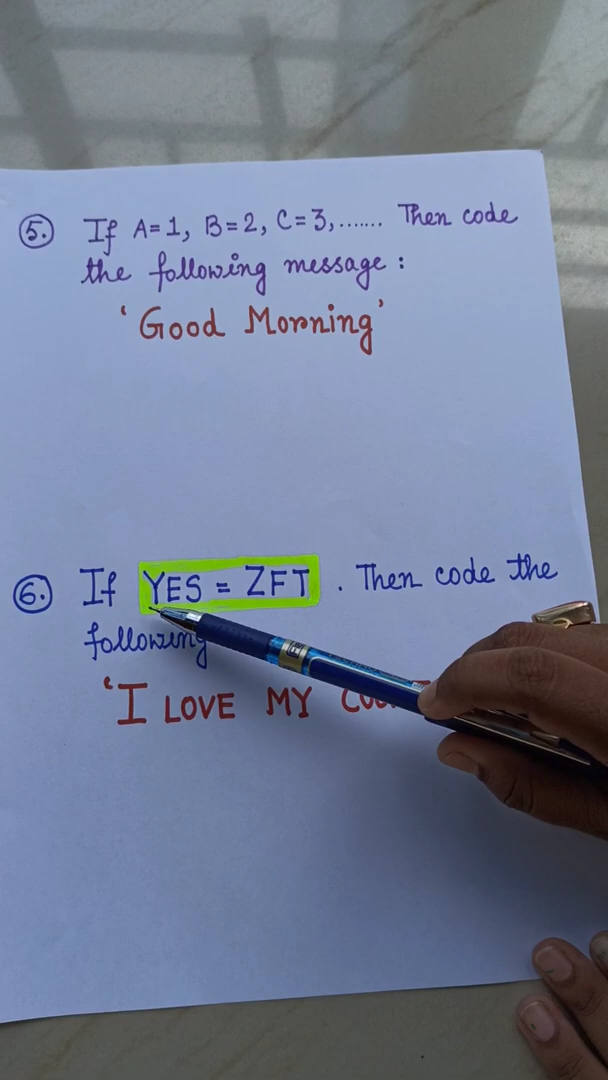 5. If A=1, B=2, C=3,....... Then code
the following message :
'Good Morning'
6. If YES = ZFT . Then code the
following
'I LOVE MY